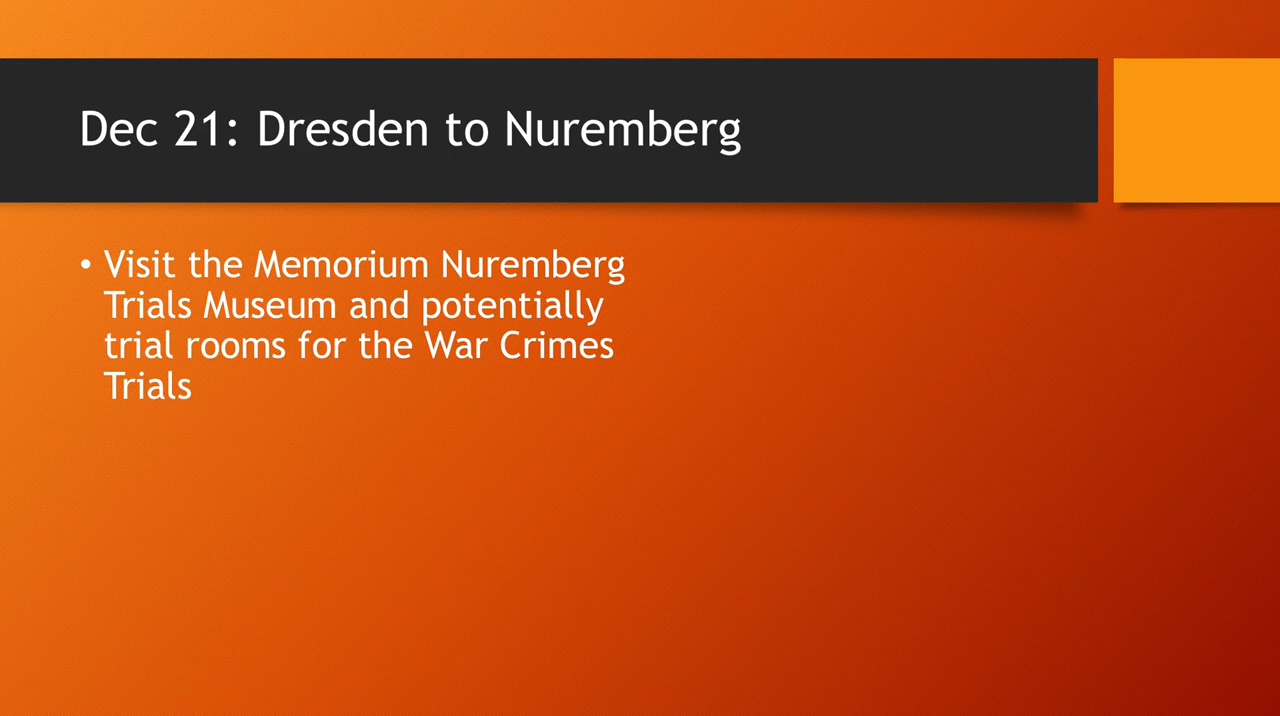 Dec 21: Dresden to Nuremberg
• Visit the Memorium Nuremberg
Trials Museum and potentially
trial rooms for the War Crimes
Trials